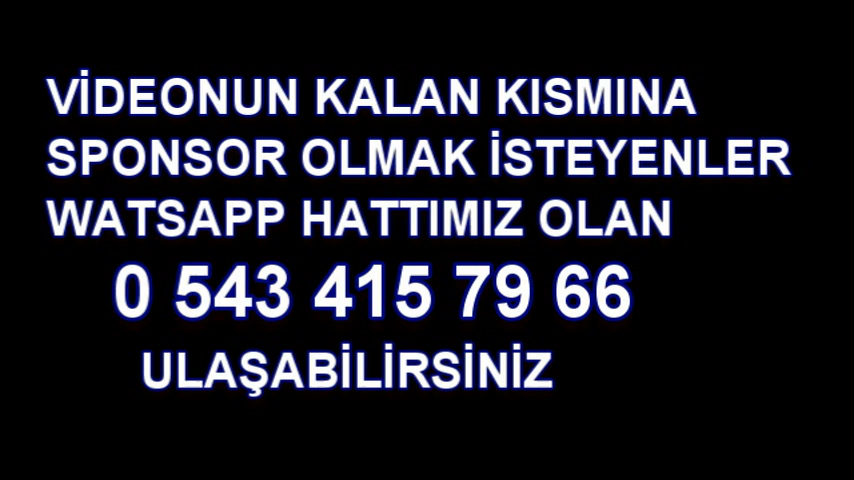 VİDEONUN KALAN KISMINA
SPONSOR OLMAK İSTEYENLER
WATSAPP HATTIMIZ OLAN
0 543 415 79 66
ULAŞABİLİRSİNİZ